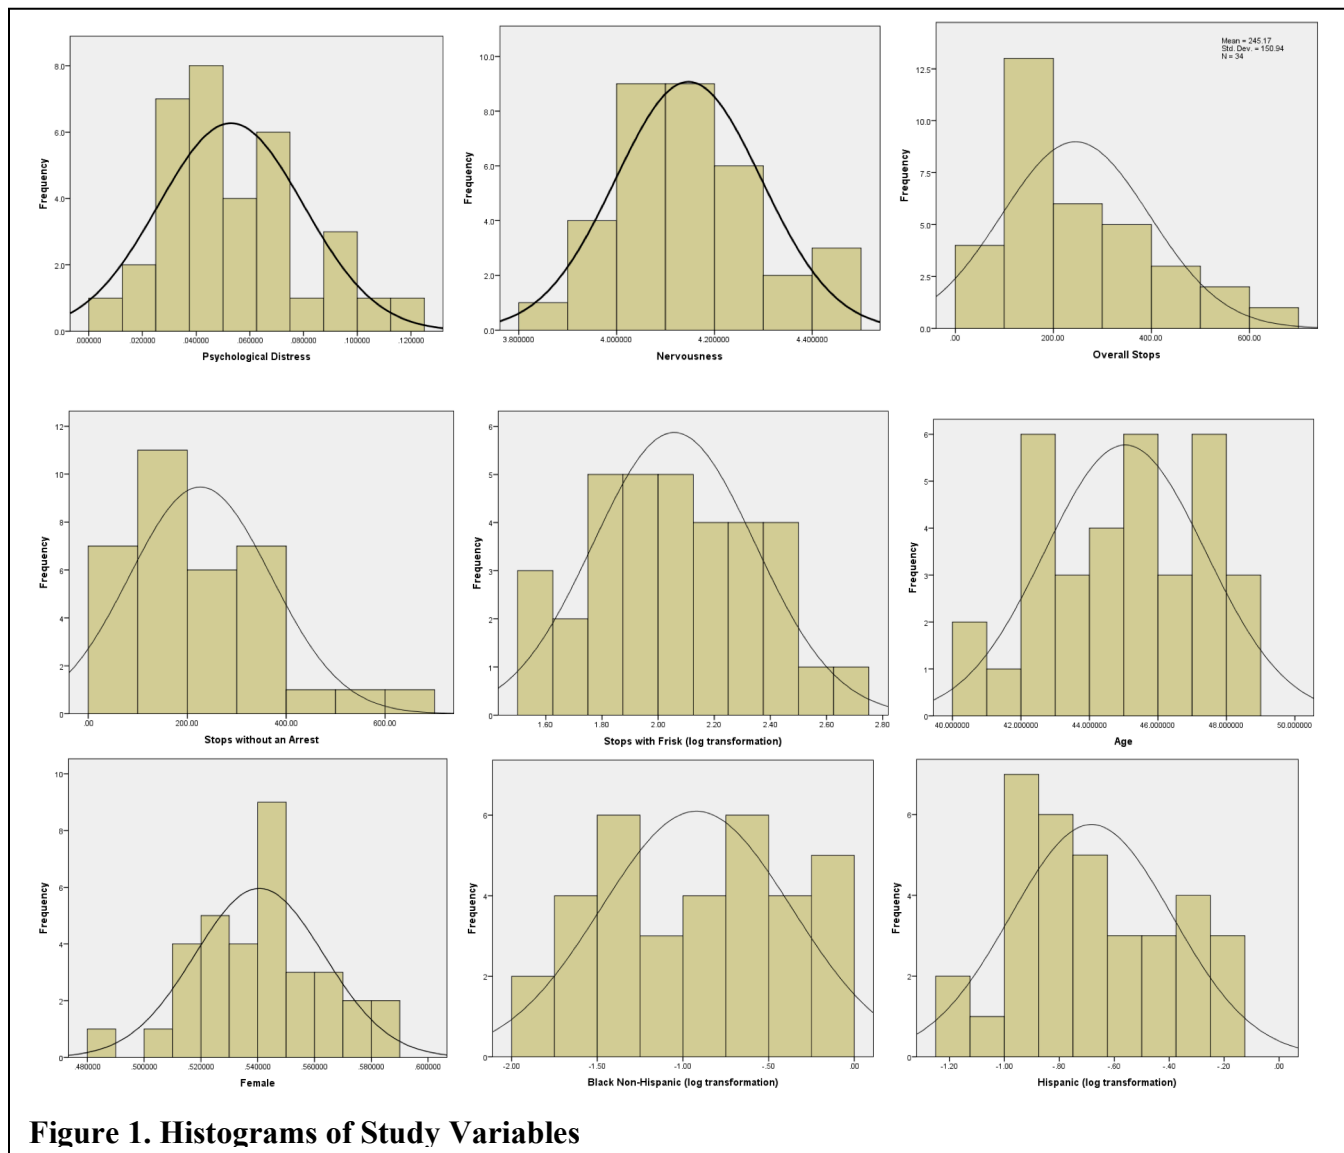 Mean = 245.17
Std. Dev. = 150.94
N = 34
Frequency
8.0
6.0
4.0
2.0
0.0
.000000 .020000 .040000 .060000 .080000 .100000 .120000
Psychological Distress
Frequency
10.0
8.0
6.0
4.0
2.0
0.0
3.800000 4.000000 4.200000 4.400000
Nervousness
Frequency
12.5
10.0
7.5
5.0
2.5
0.0
.00 200.00 400.00 600.00
Overall Stops
Frequency
12
10
8
6
4
2
0
.00 200.00 400.00 600.00
Stops without an Arrest
Frequency
6
5
4
3
2
1
0
1.60 1.80 2.00 2.20 2.40 2.60 2.80
Stops with Frisk (log transformation)
Frequency
6
5
4
3
2
1
0
40.000000 42.000000 44.000000 46.000000 48.000000 50.000000
Age
Frequency
10
8
6
4
2
0
.480000 .500000 .520000 .540000 .560000 .580000 .600000
Female
Frequency
6
4
2
0
-2.00 -1.50 -1.00 -.50 .00
Black Non-Hispanic (log transformation)
Frequency
6
4
2
0
-1.20 -1.00 -.80 -.60 -.40 -.20 .00
Hispanic (log transformation)
Figure 1. Histograms of Study Variables